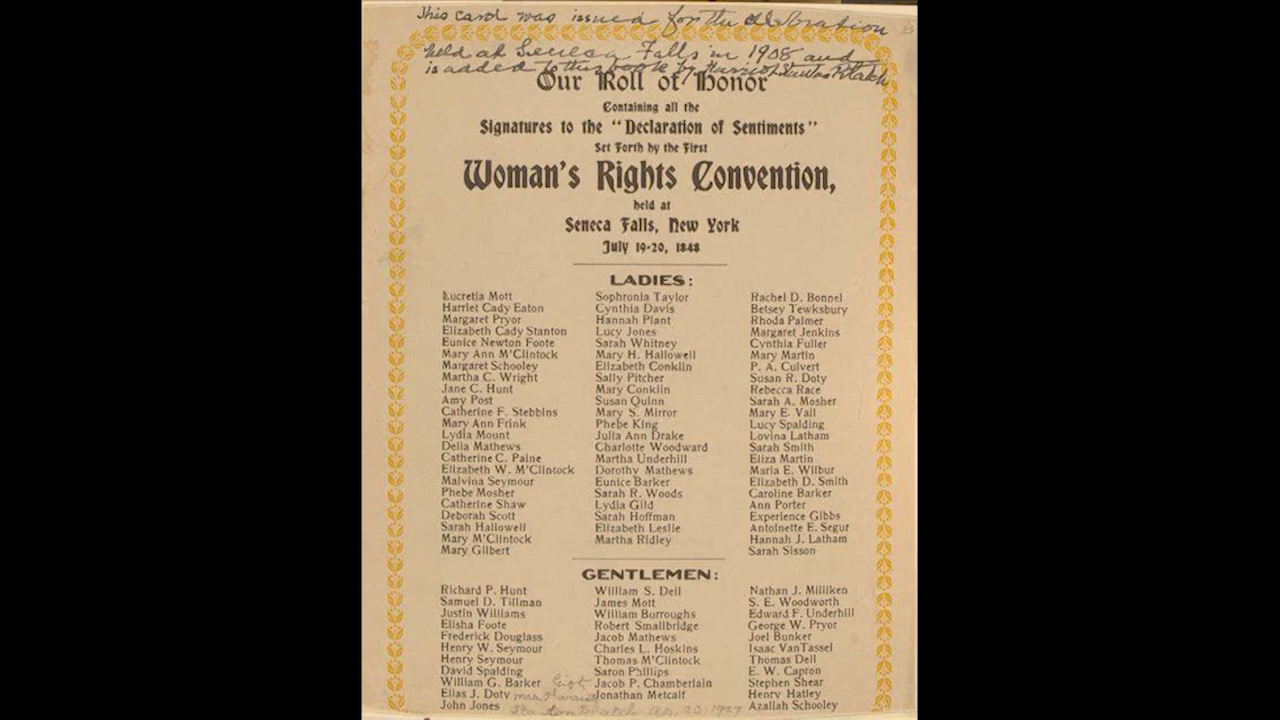 This card was issued for the celebration
held at Seneca Falls in 1908 and
is added to this book by Harriot Stanton Blatch
Our Roll of Honor
Containing all the
Signatures to the "Declaration of Sentiments"
Set Forth by the First
Woman's Rights Convention,
held at
Seneca Falls, New York
July 19-20, 1848
LADIES:
Lucretia Mott
Harriet Cady Eaton
Margaret Pryor
Elizabeth Cady Stanton
Eunice Newton Foote
Mary Ann M'Clintock
Margaret Schooley
Martha C. Wright
Jane C. Hunt
Amy Post
Catherine F. Stebbins
Mary Ann Frink
Lydia Mount
Delia Mathews
Catherine C. Paine
Elizabeth W. M'Clintock
Malvina Seymour
Phebe Mosher
Catherine Shaw
Deborah Scott
Sarah Hallowell
Mary M'Clintock
Mary Gilbert
Sophronia Taylor
Cynthia Davis
Hannah Plant
Lucy Jones
Sarah Whitney
Mary H. Hallowell
Elizabeth Conklin
Sally Pitcher
Mary Conklin
Susan Quinn
Mary S. Mirror
Phebe King
Julia Ann Drake
Charlotte Woodward
Martha Underhill
Dorothy Mathews
Eunice Barker
Sarah R. Woods
Lydia Gild
Sarah Hoffman
Elizabeth Leslie
Martha Ridley
Rachel D. Bonnel
Betsey Tewksbury
Rhoda Palmer
Margaret Jenkins
Cynthia Fuller
Mary Martin
P. A. Culvert
Susan R. Doty
Rebecca Race
Sarah A. Mosher
Mary E. Vail
Lucy Spalding
Lovina Latham
Sarah Smith
Eliza Martin
Maria E. Wilbur
Elizabeth D. Smith
Caroline Barker
Ann Porter
Experience Gibbs
Antoinette E. Segur
Hannah J. Latham
Sarah Sisson
GENTLEMEN:
Richard P. Hunt
Samuel D. Tillman
Justin Williams
Elisha Foote
Frederick Douglass
Henry W. Seymour
Henry Seymour
David Spalding
William G. Barker
Elias J. Doty
John Jones
William S. Dell
James Mott
William Burroughs
Robert Smallbridge
Jacob Mathews
Charles L. Hoskins
Thomas M'Clintock
Saron Phillips
Jacob P. Chamberlain
Jonathan Metcalf
Nathan J. Milliken
S. E. Woodworth
Edward F. Underhill
George W. Pryor
Joel Bunker
Isaac VanTassel
Thomas Dell
E. W. Capron
Stephen Shear
Henry Hatley
Azaliah Schooley
Gift
Mrs. Harriot
Stanton Blatch Ap. 20, 1937